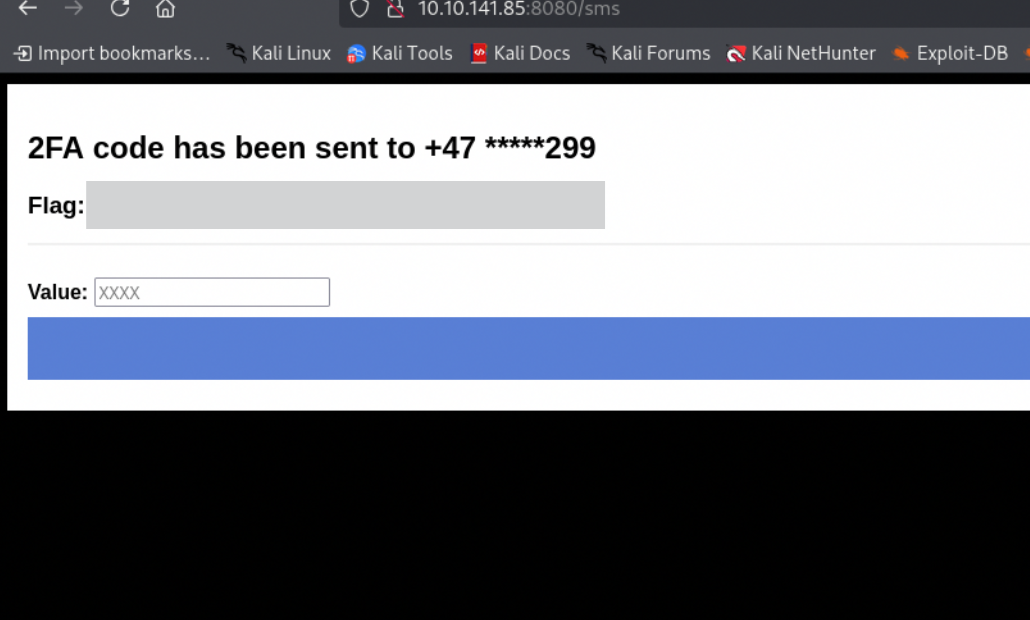 10.10.141.85:8080/sms
Import bookmarks... Kali Linux Kali Tools Kali Docs Kali Forums Kali NetHunter Exploit-DB
2FA code has been sent to +47 *****299
Flag:
Value: XXXX